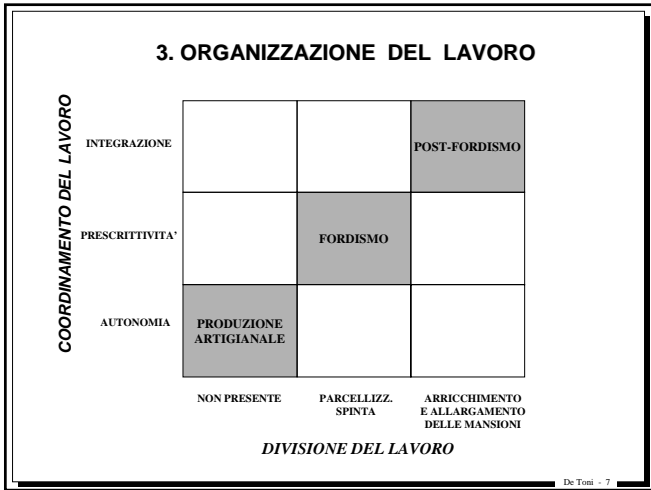 3. ORGANIZZAZIONE DEL LAVORO
COORDINAMENTO DEL LAVORO
INTEGRAZIONE
POST-FORDISMO
PRESCRITTIVITA'
FORDISMO
AUTONOMIA
PRODUZIONE
ARTIGIANALE
NON PRESENTE
PARCELLIZZ.
SPINTA
ARRICCHIMENTO
E ALLARGAMENTO
DELLE MANSIONI
DIVISIONE DEL LAVORO
De Toni - 7